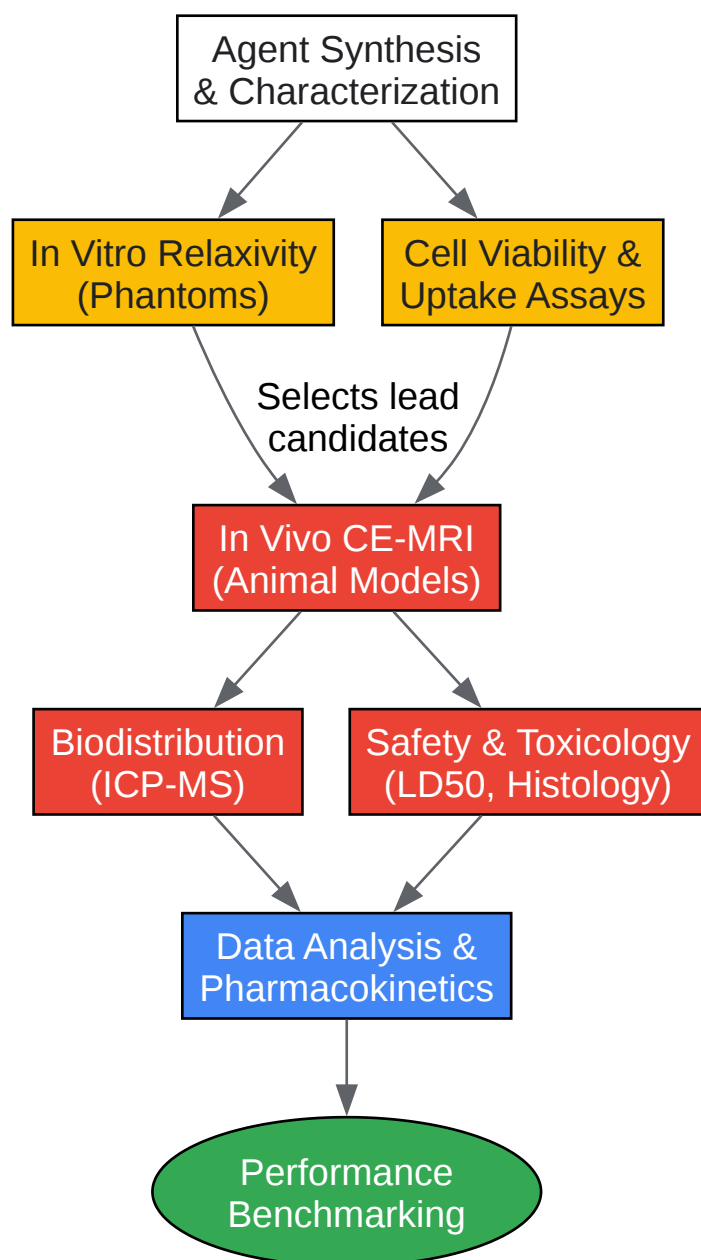 Agent Synthesis
& Characterization
In Vitro Relaxivity
(Phantoms)
Cell Viability &
Uptake Assays
Selects lead
candidates
In Vivo CE-MRI
(Animal Models)
Biodistribution
(ICP-MS)
Safety & Toxicology
(LD50, Histology)
Data Analysis &
Pharmacokinetics
Performance
Benchmarking